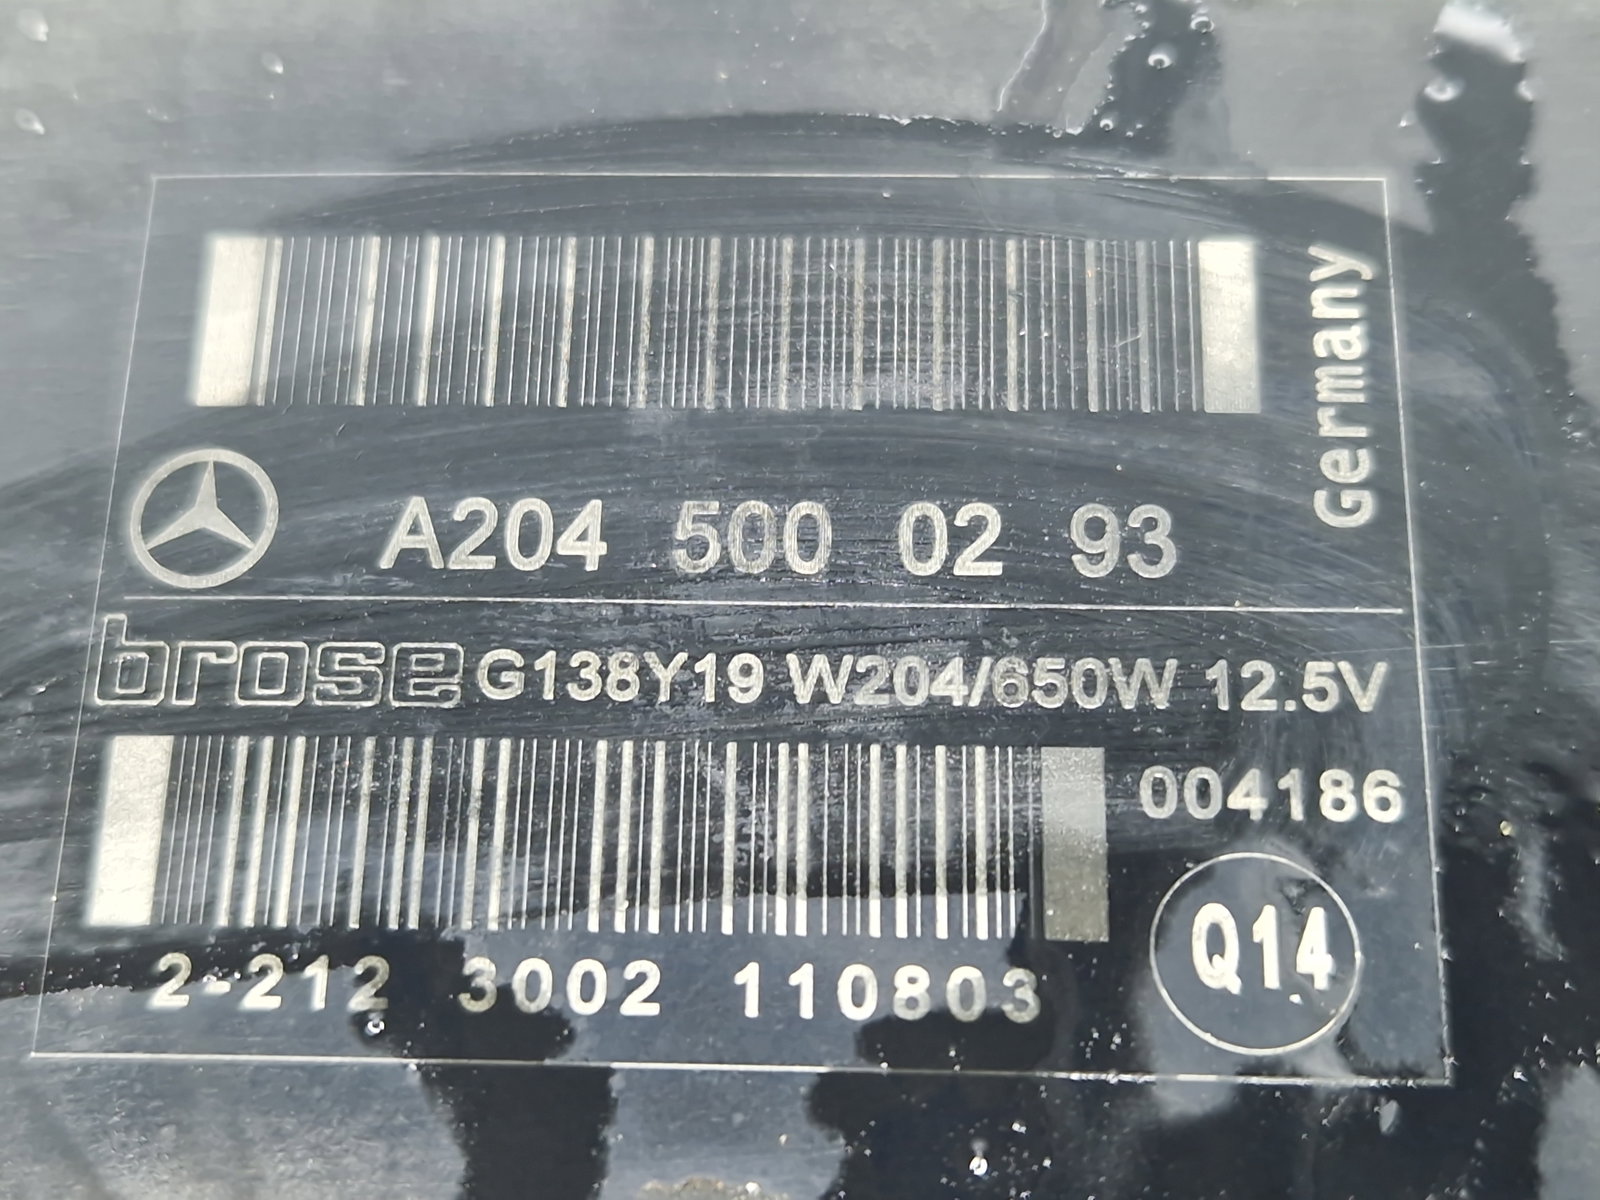 Germany
A204 500 02 93
brose G138Y19 W204/650W 12.5V
004186
Q14
2-212 3002 110803